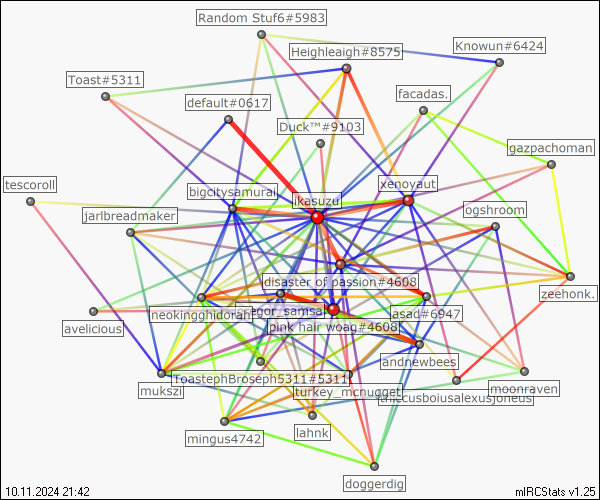 Random Stuf6#5983
Heighleaigh#8575
Knowun#6424
Toast#5311
facadas.
default#0617
Duck™#9103
gazpachoman
tescoroll
bigcitysamurai
ikasuzu
xenoyaut
jarlbreadmaker
ogshroom
disaster of passion#4608
zeehonk.
neokingghidorah
asad#6947
avelicious
pink hair woag#4608
andnewbees
mukszi
ToastephBroseph5311#5311
turkey_mcnugget
moonraven
mingus4742
lahnk
doggerdig
10.11.2024 21:42
mIRCStats v1.25